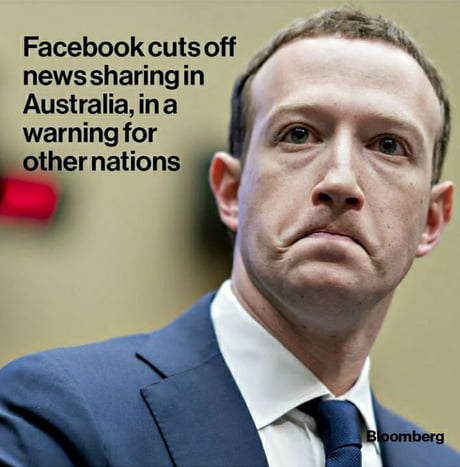 Facebook cuts off
news sharing in
Australia, in a
warning for
other nations
Bloomberg